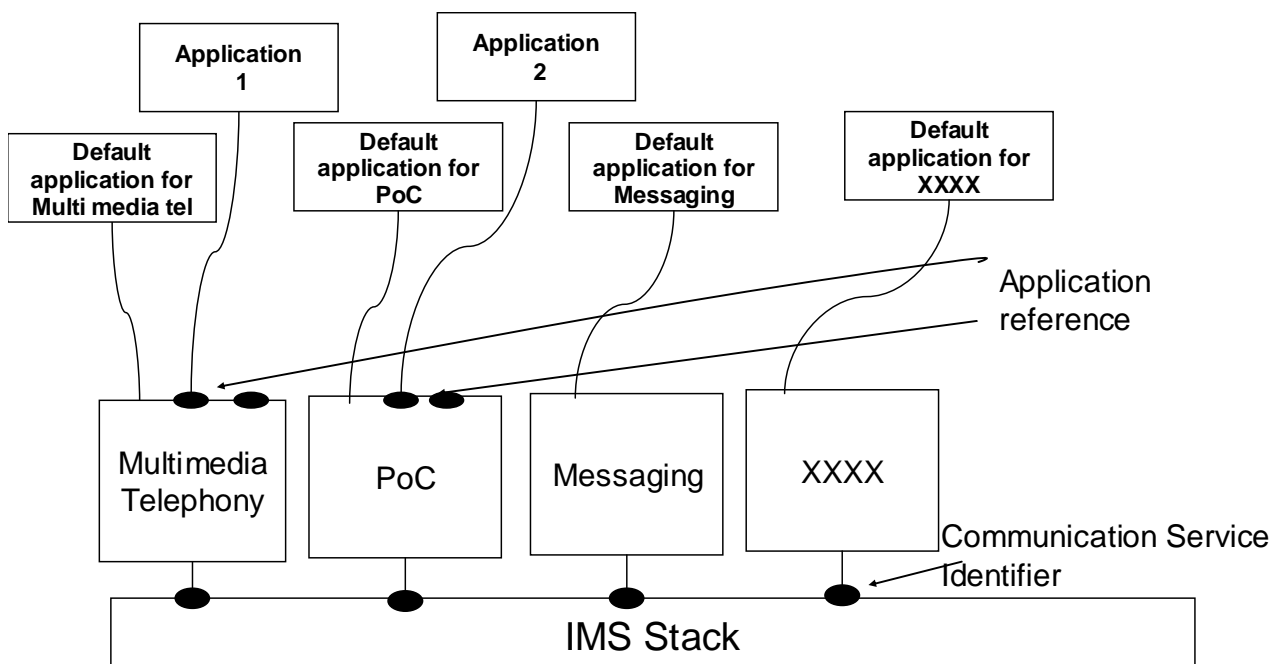 Application
1
Application
2
Default
application for
Multi media tel
Default
application for
PoC
Default
application for
Messaging
Default
application for
XXXX
Application
reference
Multimedia
Telephony
PoC
Messaging
XXXX
Communication Service
Identifier
IMS Stack